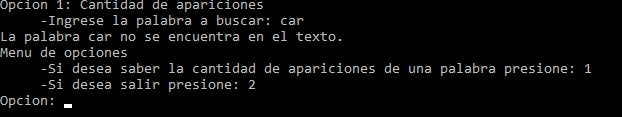 Opcion 1: Cantidad de apariciones
-Ingrese la palabra a buscar: car
La palabra car no se encuentra en el texto.
Menu de opciones
-Si desea saber la cantidad de apariciones de una palabra presione: 1
-Si desea salir presione: 2
Opcion: